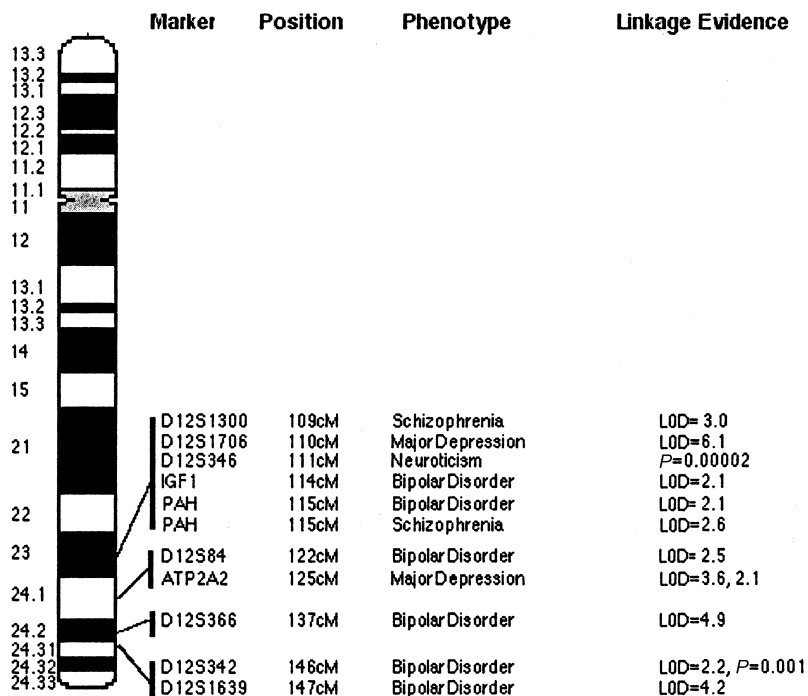 Marker Position Phenotype Linkage Evidence
13.3
13.2
13.1
12.3
12.2
12.1
11.2
11.1
11
12
13.1
13.2
13.3
14
15
21
22
23
24.1
24.2
24.31
24.32
24.33
D12S1300 109cM Schizophrenia LOD= 3.0
D12S1706 110cM Major Depression LOD=6.1
D12S346 111cM Neuroticism P=0.00002
IGF1 114cM Bipolar Disorder LOD=2.1
PAH 115cM Bipolar Disorder LOD= 2.1
PAH 115cM Schizophrenia LOD=2.6
D12S84 122cM Bipolar Disorder LOD= 2.5
ATP2A2 125cM Major Depression LOD=3.6, 2.1
D12S366 137cM Bipolar Disorder LOD=4.9
D12S342 146cM Bipolar Disorder LOD=2.2, P=0.001
D12S1639 147cM Bipolar Disorder LOD=4.2